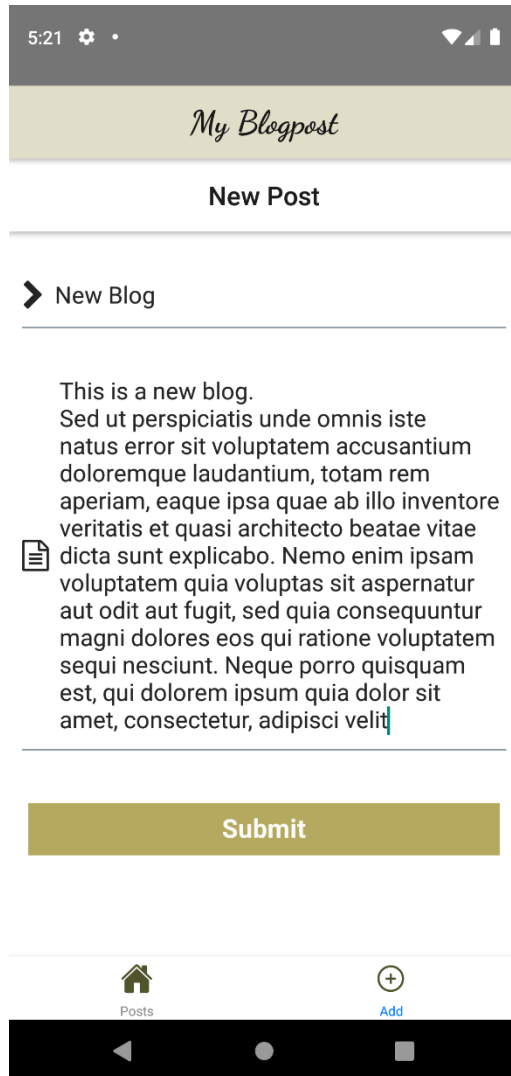 5:21
My Blogpost
New Post
New Blog
This is a new blog.
Sed ut perspiciatis unde omnis iste
natus error sit voluptatem accusantium
doloremque laudantium, totam rem
aperiam, eaque ipsa quae ab illo inventore
veritatis et quasi architecto beatae vitae
dicta sunt explicabo. Nemo enim ipsam
voluptatem quia voluptas sit aspernatur
aut odit aut fugit, sed quia consequuntur
magni dolores eos qui ratione voluptatem
sequi nesciunt. Neque porro quisquam
est, qui dolorem ipsum quia dolor sit
amet, consectetur, adipisci velit
Submit
Posts
Add